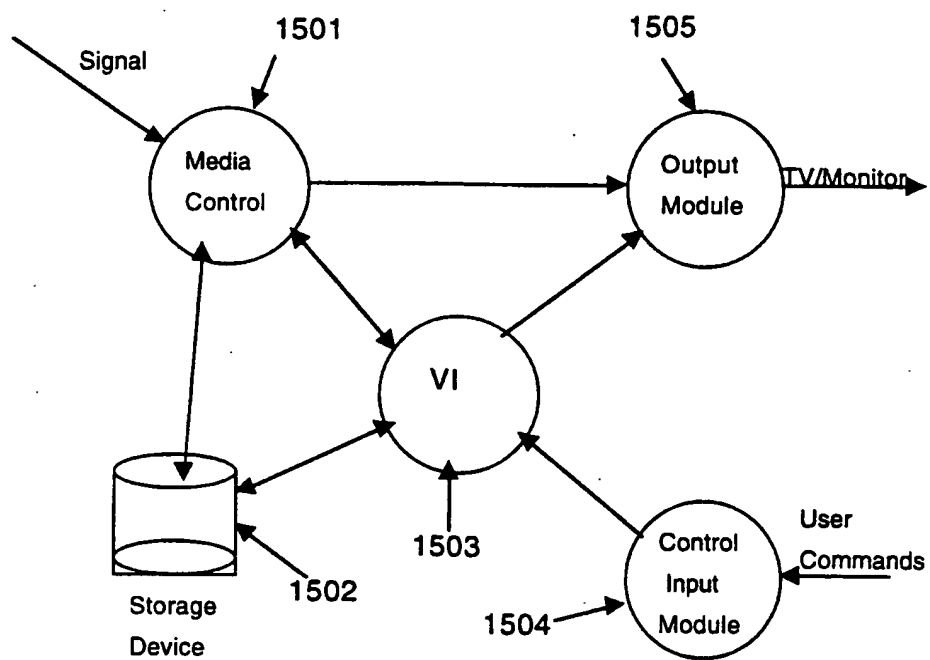 1501
1505
Signal
Media
Control
Output
Module
TV/Monitor
VI
1503
1502
Storage
Device
Control
Input
Module
1504
User
Commands